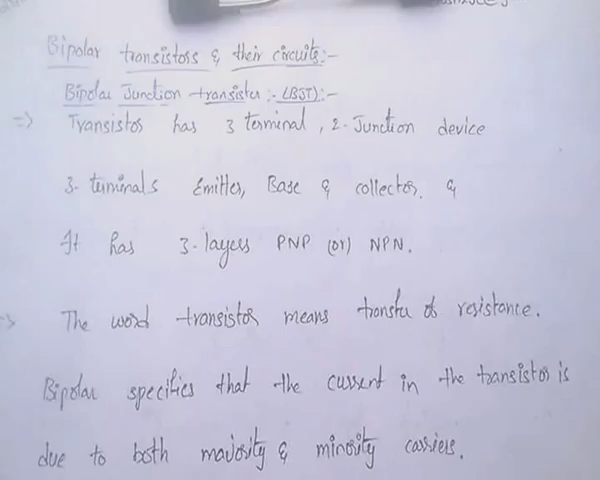 Bipolar transistors & their circuits:-
Bipolar Junction transister :- (BJT):-
=> Transistor has 3 terminal, 2-Junction device
3-terminals Emitter, Base & collector. &
It has 3-layers PNP (or) NPN.
-> The word transistor means transfer of resistance.
Bipolar specifies that the current in the transistor is
due to both majority & minority carriers.